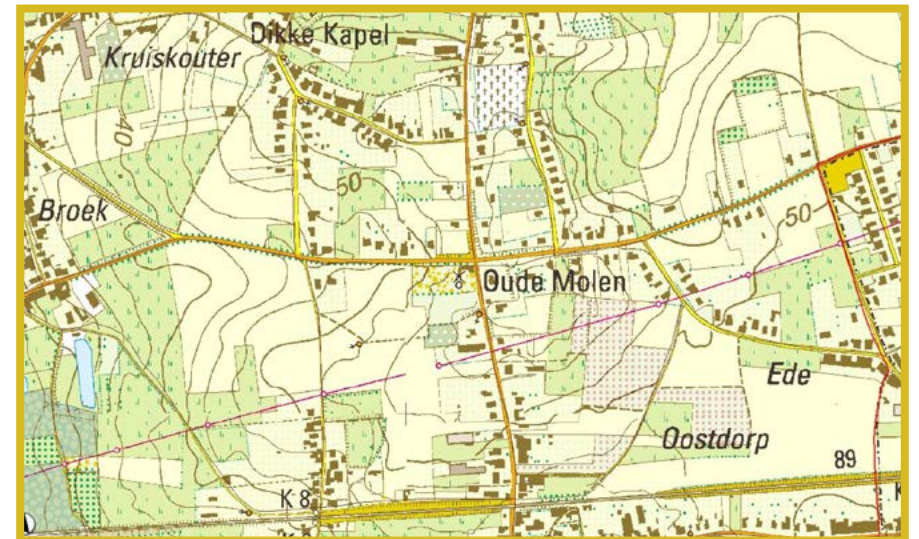 Dikke Kapel
Kruiskouter
40
50
Broek
50
Oude Molen
Ede
Oostdorp
89
K 8